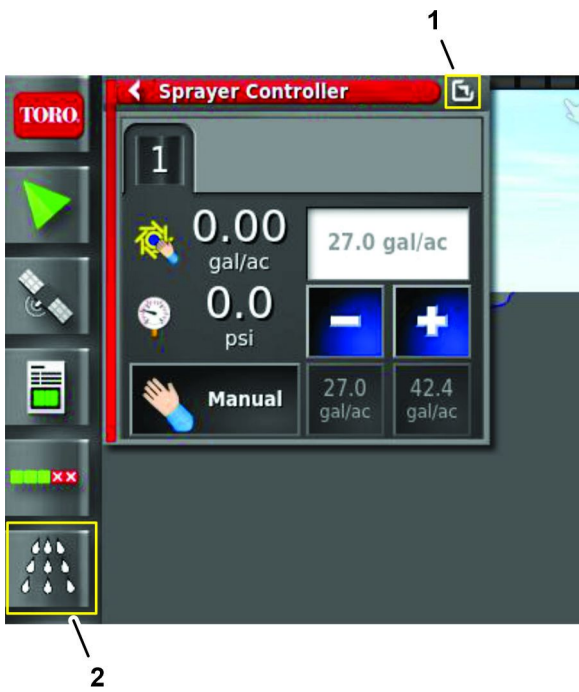 1
TORO.
Sprayer Controller
1
0.00
gal/ac
27.0 gal/ac
0.0
psi
Manual
27.0
gal/ac
42.4
gal/ac
2